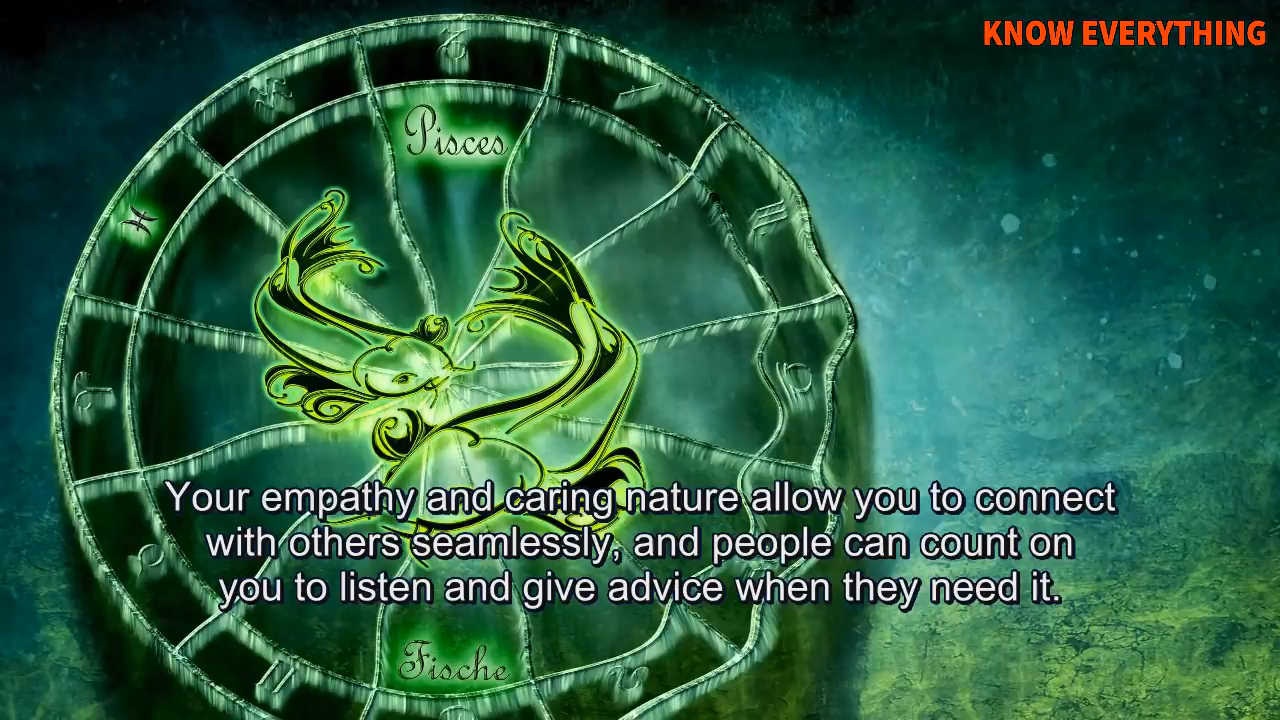 KNOW EVERYTHING
Pisces
Your empathy and caring nature allow you to connect
with others seamlessly, and people can count on
you to listen and give advice when they need it.
Fische